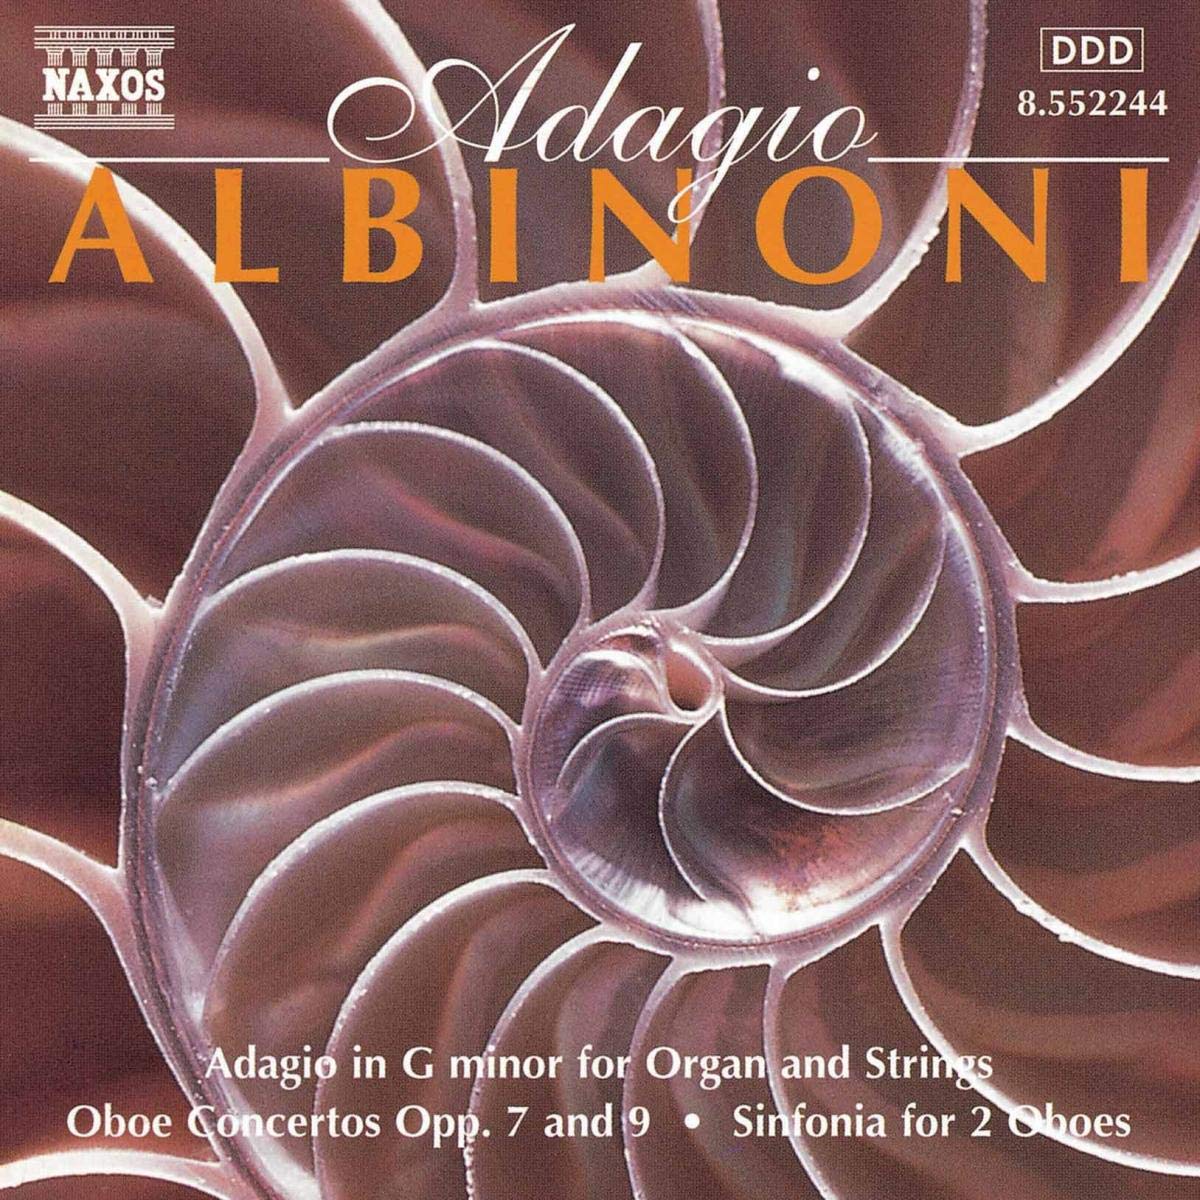 NAXOS
DDD
8.552244
Adagio
ALBINONI
Adagio in G minor for Organ and Strings
Oboe Concertos Opp. 7 and 9 • Sinfonia for 2 Oboes